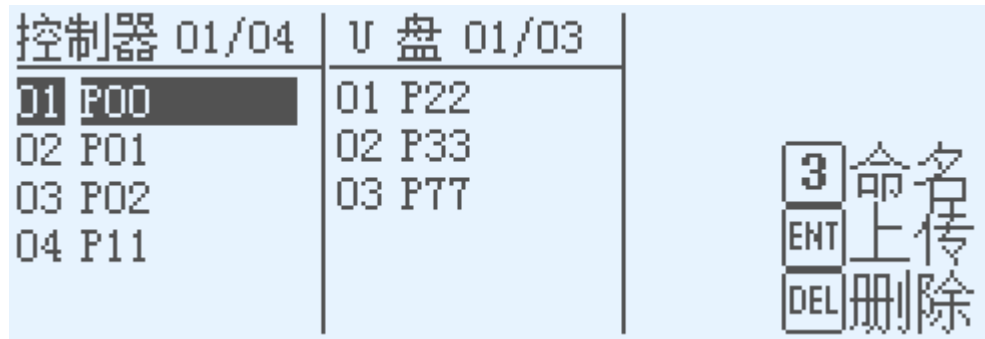 控制器 01/04
01 P00
02 P01
03 P02
04 P11
U 盘 01/03
01 P22
02 P33
03 P77
3 命名
ENT 上传
DEL 删除